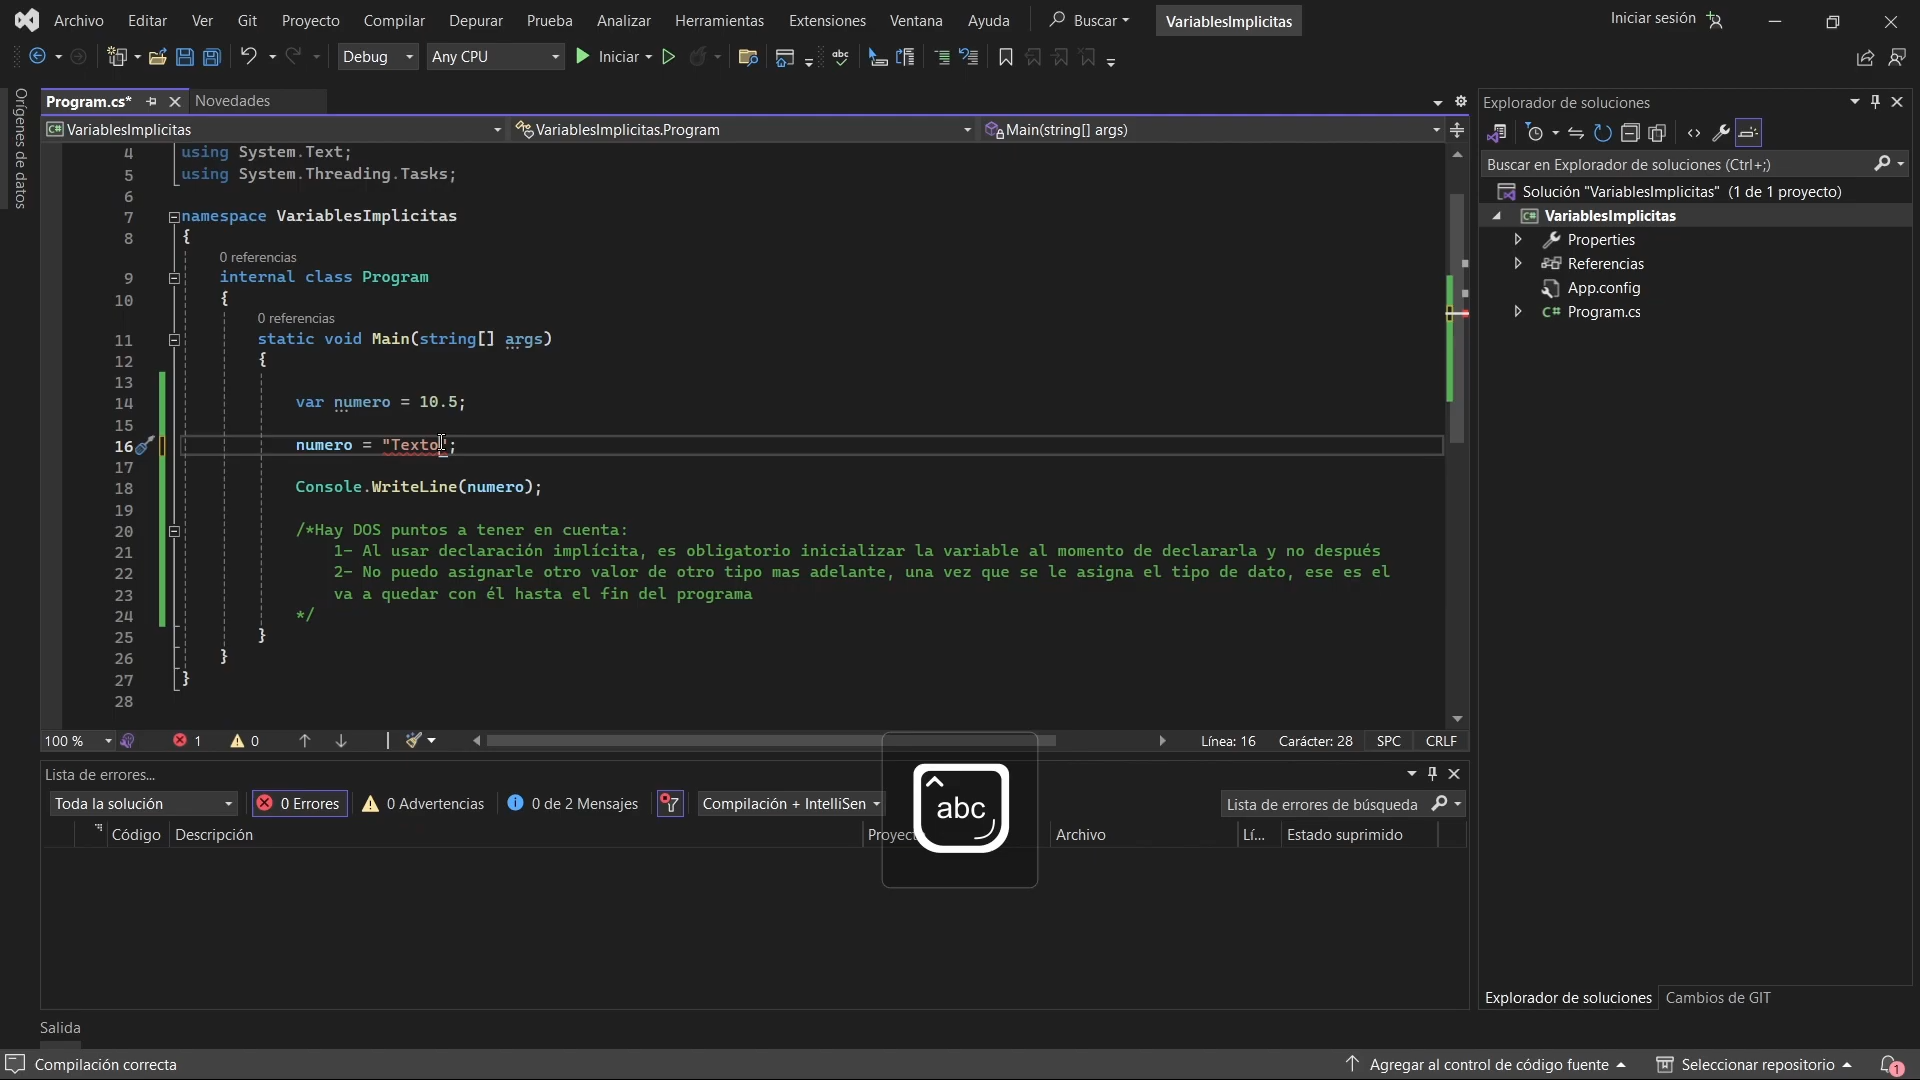 Archivo Editar Ver Git Proyecto Compilar Depurar Prueba Analizar Herramientas Extensiones Ventana Ayuda Buscar VariablesImplicitas Iniciar sesión
Debug Any CPU Iniciar abc
Orígenes de datos
Program.cs* Novedades
C# VariablesImplicitas VariablesImplicitas.Program Main(string[] args)
4 using System.Text;
5 using System.Threading.Tasks;
6
7 namespace VariablesImplicitas
8 {
0 referencias
9 internal class Program
10 {
0 referencias
11 static void Main(string[] args)
12 {
13
14 var numero = 10.5;
15
16 numero = "Texto";
17
18 Console.WriteLine(numero);
19
20 /*Hay DOS puntos a tener en cuenta:
21 1- Al usar declaración implícita, es obligatorio inicializar la variable al momento de declararla y no después
22 2- No puedo asignarle otro valor de otro tipo mas adelante, una vez que se le asigna el tipo de dato, ese es el
23 va a quedar con él hasta el fin del programa
24 */
25 }
26 }
27 }
28
100 % 1 0 Línea: 16 Carácter: 28 SPC CRLF
Lista de errores...
Toda la solución 0 Errores 0 Advertencias 0 de 2 Mensajes Compilación + IntelliSen Lista de errores de búsqueda
Código Descripción Proyec Archivo Lí... Estado suprimido
abc
Salida
Explorador de soluciones
Buscar en Explorador de soluciones (Ctrl+;)
Solución "VariablesImplicitas" (1 de 1 proyecto)
C# VariablesImplicitas
Properties
Referencias
App.config
C# Program.cs
Explorador de soluciones Cambios de GIT
Compilación correcta Agregar al control de código fuente Seleccionar repositorio 1